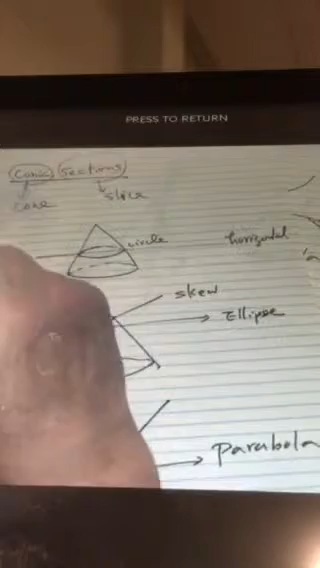 PRESS TO RETURN
Conic Sections
cone slice
circle
horizontal
skew
Ellipse
Parabola